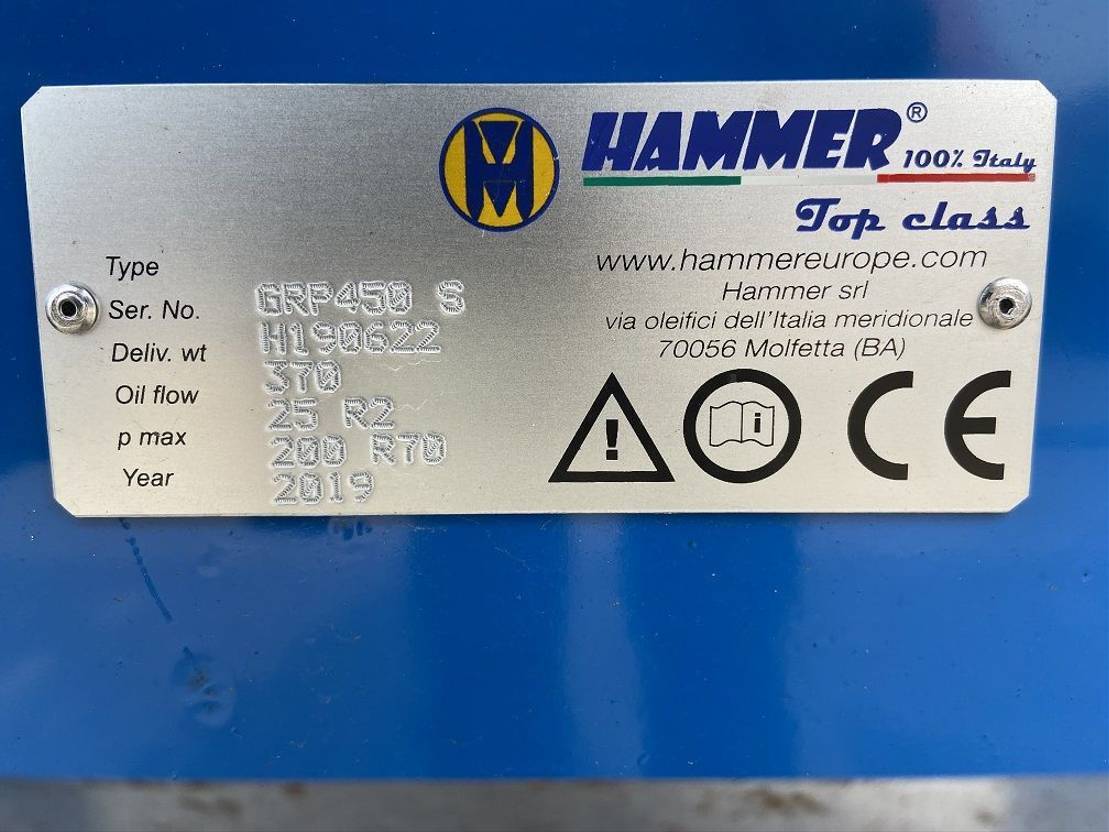 HAMMER®
100% Italy
Top class
www.hammereurope.com
Hammer srl
via oleifici dell'Italia meridionale
70056 Molfetta (BA)
Type GRP450 S
Ser. No. H190622
Deliv. wt 370
Oil flow 25 R2
p max 200 R70
Year 2019
CE